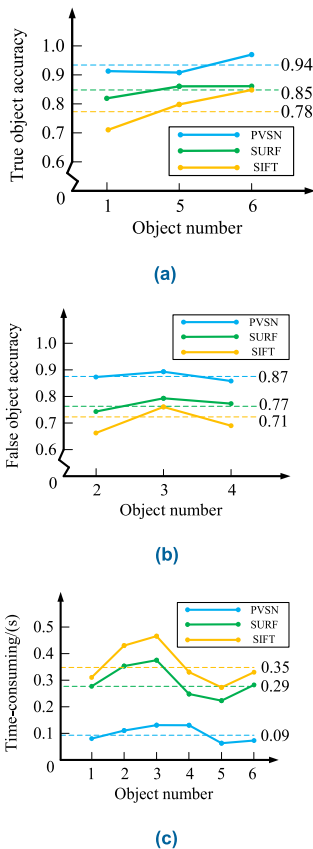 True object accuracy
1.0
0.9
0.8
0.7
0.6
0
0.94
0.85
0.78
PVSN
SURF
SIFT
1 5 6
Object number
(a)
False object accuracy
1.0
0.9
0.8
0.7
0.6
0
PVSN
SURF
SIFT
0.87
0.77
0.71
2 3 4
Object number
(b)
Time-consuming/(s)
0.5
0.4
0.3
0.2
0.1
0
PVSN
SURF
SIFT
0.35
0.29
0.09
1 2 3 4 5 6
Object number
(c)